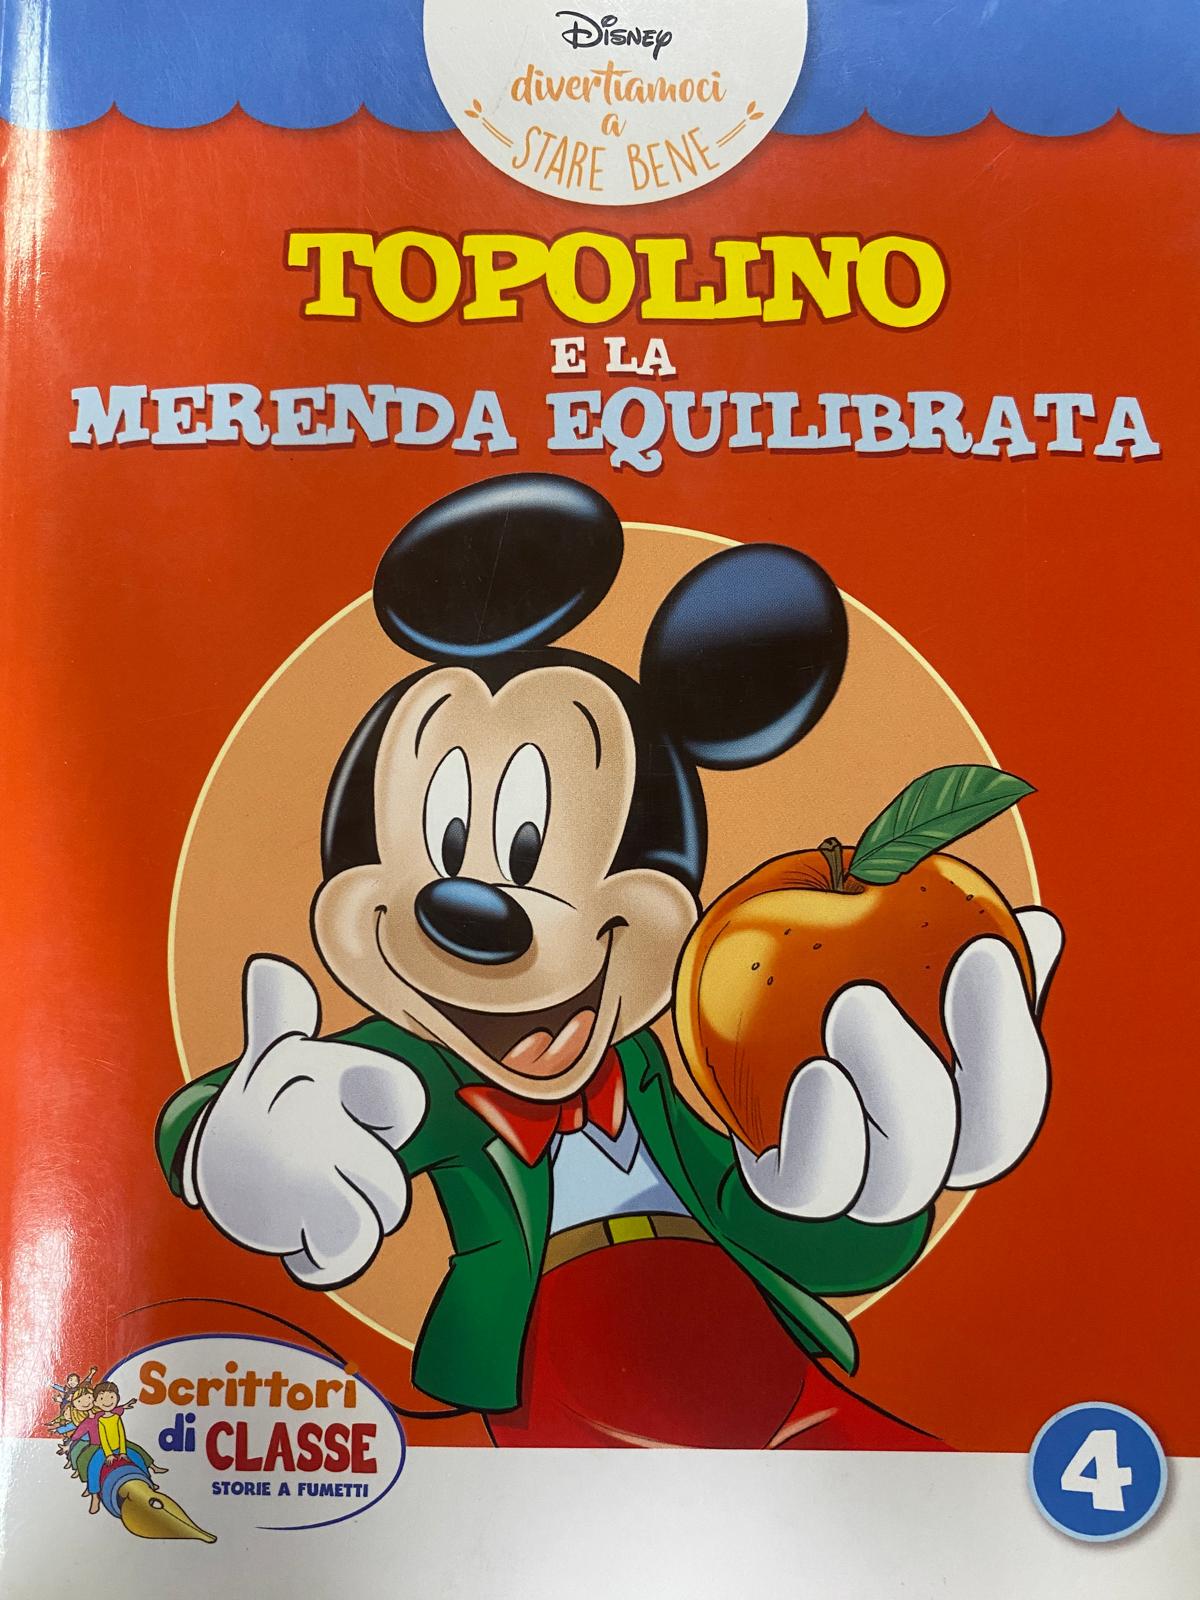 Disney
divertiamoci
a
STARE BENE
TOPOLINO
E LA
MERENDA EQUILIBRATA
Scrittori
di CLASSE
STORIE A FUMETTI
4